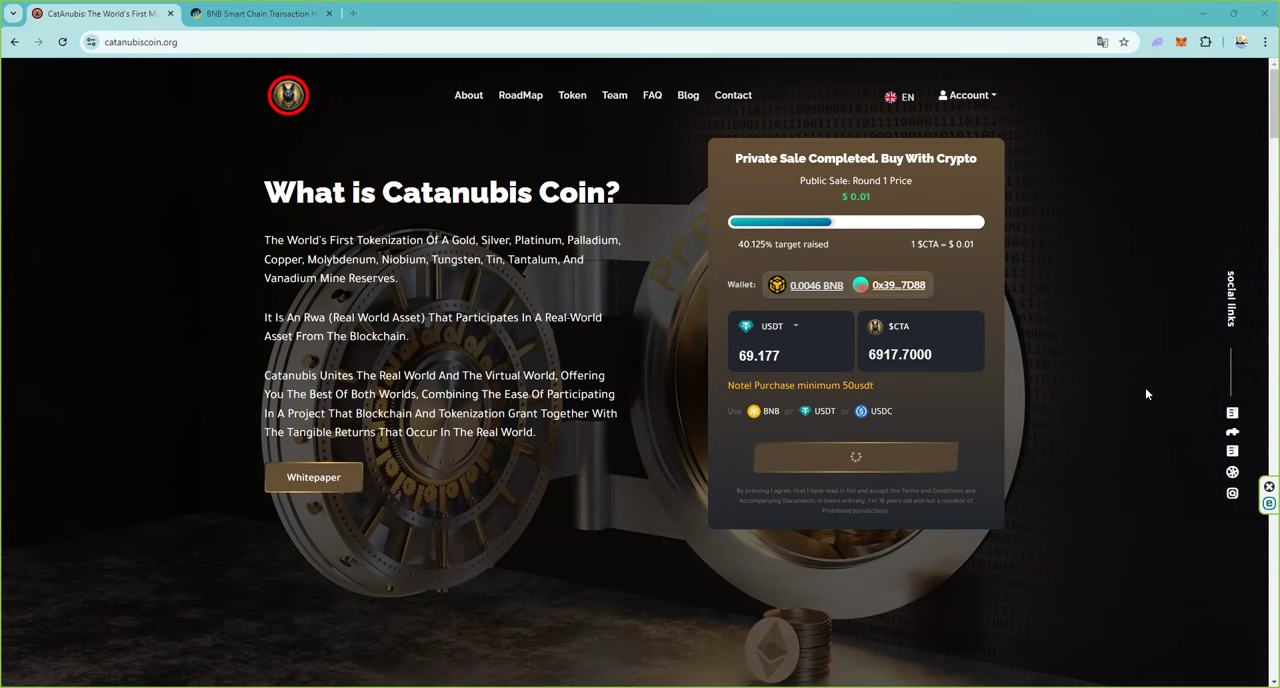 CatAnubis: The World's First Mi
BNB Smart Chain Transaction H
catanubiscoin.org
About
RoadMap
Token
Team
FAQ
Blog
Contact
EN
Account
What is Catanubis Coin?
The World's First Tokenization Of A Gold, Silver, Platinum, Palladium,
Copper, Molybdenum, Niobium, Tungsten, Tin, Tantalum, And
Vanadium Mine Reserves.
It Is An Rwa (Real World Asset) That Participates In A Real-World
Asset From The Blockchain.
Catanubis Unites The Real World And The Virtual World, Offering
You The Best Of Both Worlds, Combining The Ease Of Participating
In A Project That Blockchain And Tokenization Grant Together With
The Tangible Returns That Occur In The Real World.
Whitepaper
Private Sale Completed. Buy With Crypto
Public Sale: Round 1 Price
$ 0.01
40.125% target raised
1 $CTA = $ 0.01
Wallet:
0.0046 BNB
0x39...7D88
USDT
69.177
$CTA
6917.7000
Note! Purchase minimum 50usdt
Use BNB or USDT or USDC
By pressing I agree, that I have read in full and accept the Terms and Conditions and
Accompanying Documents in theirs entirety. I'm 18 years old and not a resident of
Prohibited Jurisdictions.
social links